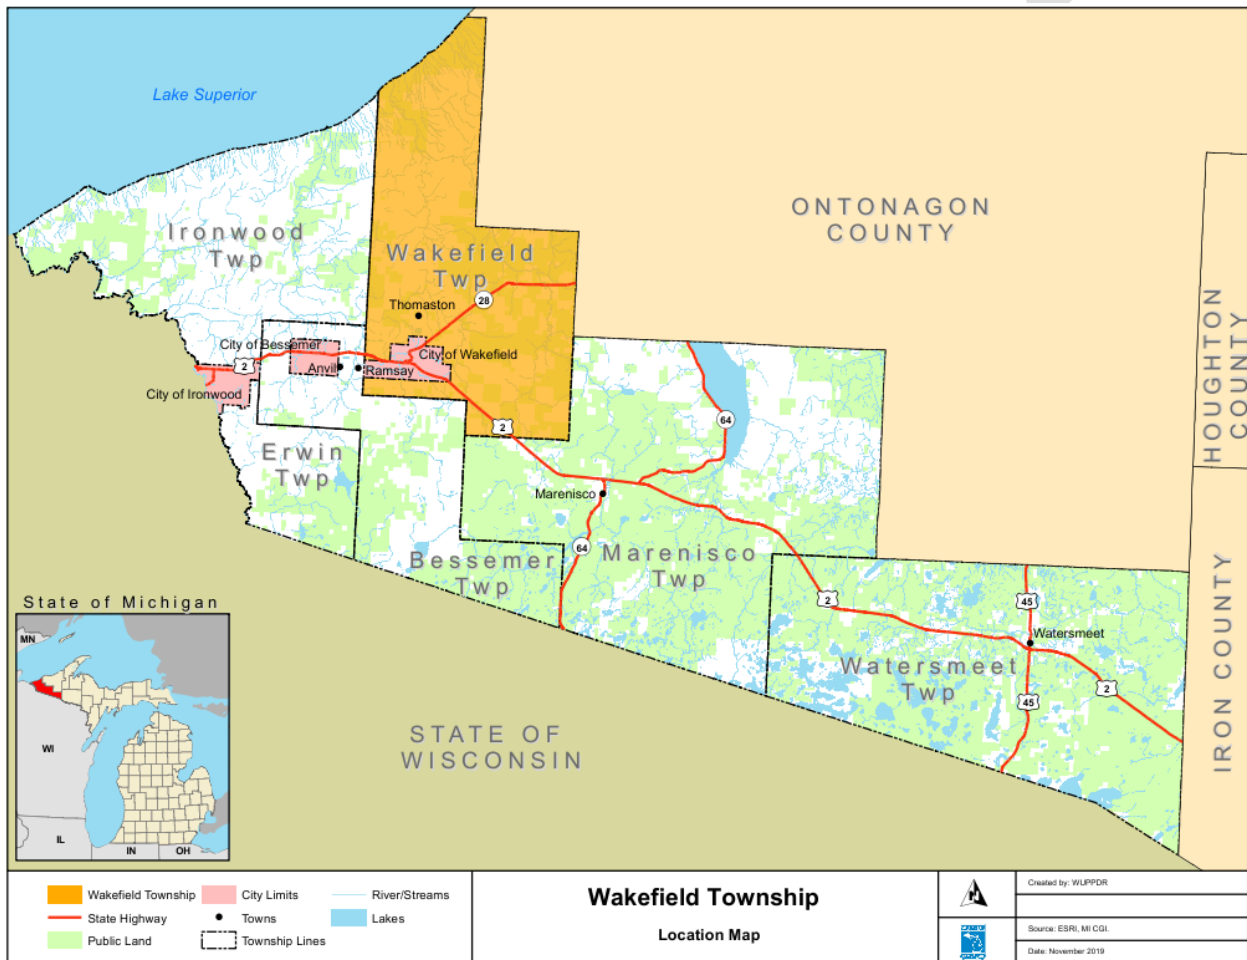 Lake Superior
ONTONAGON
COUNTY
Ironwood
Twp
Wakefield
Twp
28
Thomaston
HOUGHTON
COUNTY
City of Bessemer
City of Wakefield
2
Anvil
Ramsay
City of Ironwood
64
2
Erwin
Twp
Marenisco
64
Bessemer
Twp
Marenisco
Twp
2
45
Watersmeet
Watersmeet
Twp
2
45
IRON COUNTY
STATE OF
WISCONSIN
State of Michigan
MN
WI
IL
IN
OH
Wakefield Township
City Limits
River/Streams
State Highway
Towns
Lakes
Public Land
Township Lines
Wakefield Township
Location Map
Created by: WUPPDR
Source: ESRI, MI CGI.
Date: November 2019